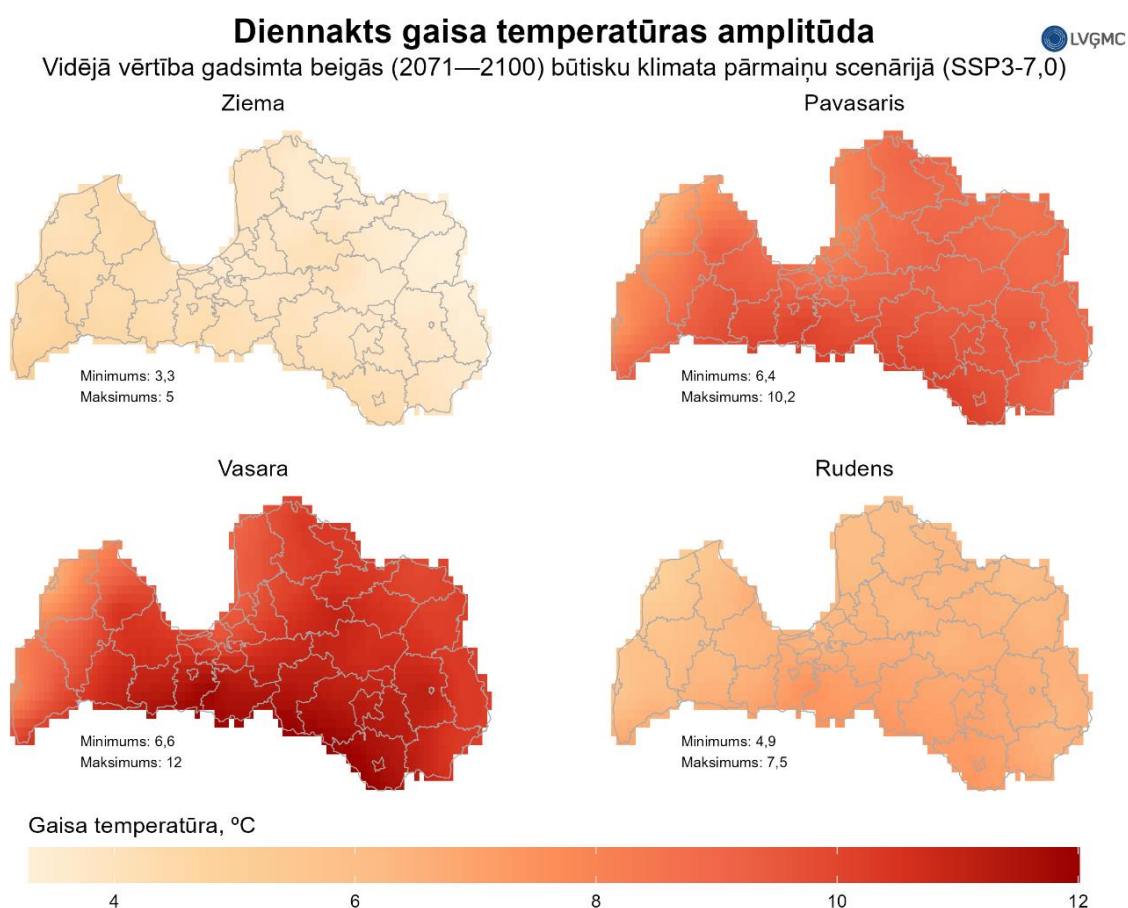 Diennakts gaisa temperatūras amplitūda
LVĢMC
Vidējā vērtība gadsimta beigās (2071—2100) būtisku klimata pārmaiņu scenārijā (SSP3-7,0)
Ziema
Pavasaris
Minimums: 3,3
Maksimums: 5
Minimums: 6,4
Maksimums: 10,2
Vasara
Rudens
Minimums: 6,6
Maksimums: 12
Minimums: 4,9
Maksimums: 7,5
Gaisa temperatūra, ºC
4 6 8 10 12